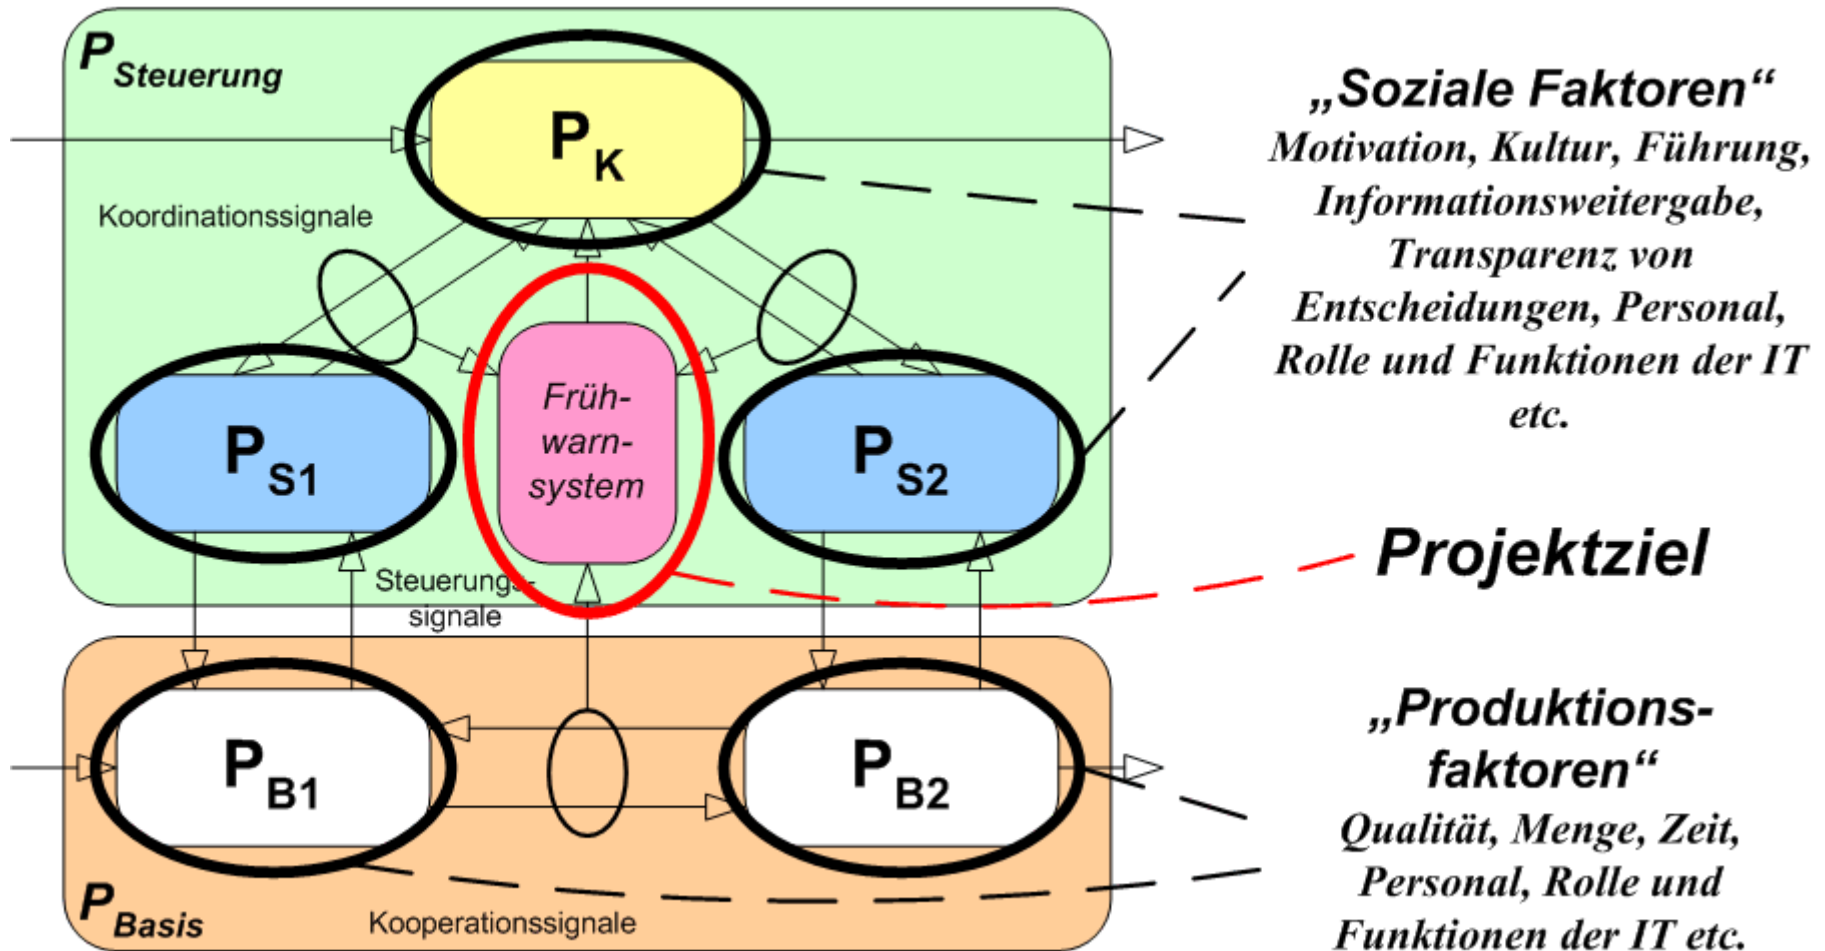 P Steuerung
P K
Koordinationssignale
Früh-
warn-
system
P S1
P S2
Steuerungs-
signale
P B1
P B2
P Basis
Kooperationssignale
„Soziale Faktoren“
Motivation, Kultur, Führung,
Informationsweitergabe,
Transparenz von
Entscheidungen, Personal,
Rolle und Funktionen der IT
etc.
Projektziel
„Produktions-
faktoren“
Qualität, Menge, Zeit,
Personal, Rolle und
Funktionen der IT etc.